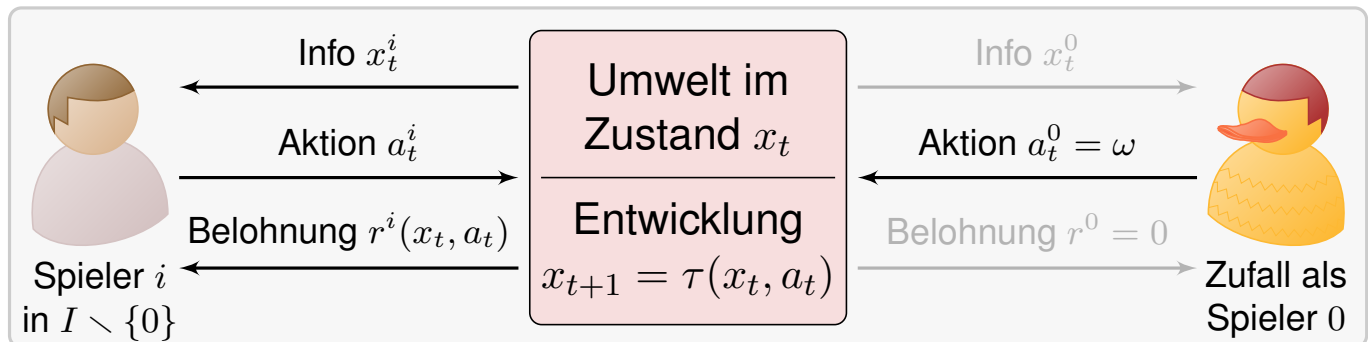 Info $x_t^i$
Aktion $a_t^i$
Belohnung $r^i(x_t, a_t)$
Spieler $i$
in $I \smallsetminus \{0\}$
Umwelt im
Zustand $x_t$
Entwicklung
$x_{t+1} = \tau(x_t, a_t)$
Info $x_t^0$
Aktion $a_t^0 = \omega$
Belohnung $r^0 = 0$
Zufall als
Spieler $0$